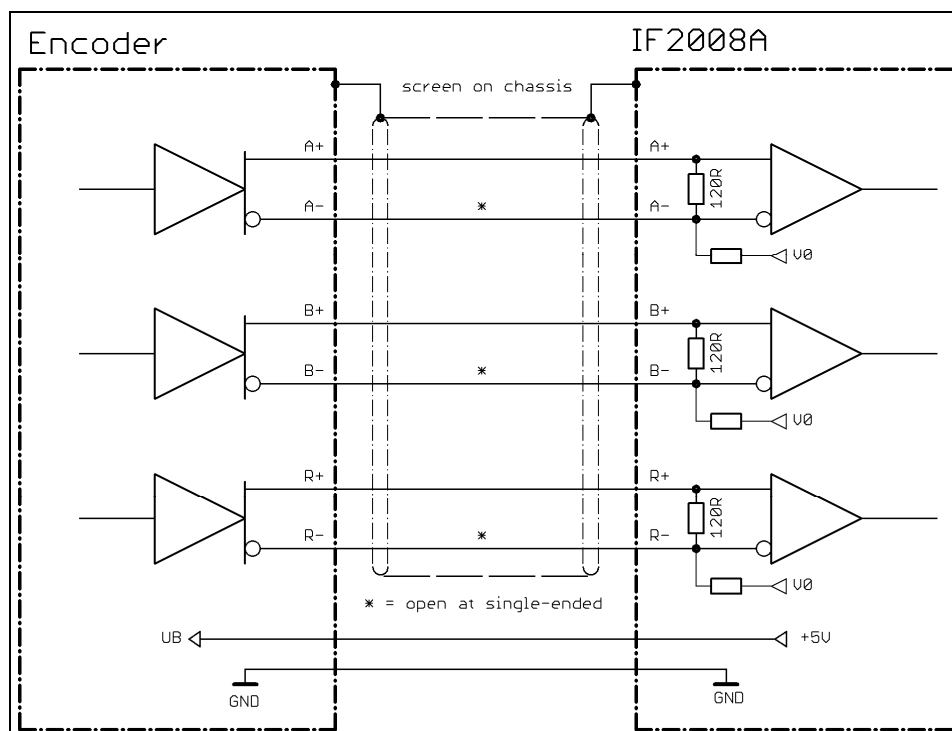 Encoder
IF2008A
screen on chassis
A+
A+
120R
A-
*
A-
V0
B+
B+
120R
B-
*
B-
V0
R+
R+
120R
R-
*
R-
V0
* = open at single-ended
UB
+5V
GND
GND